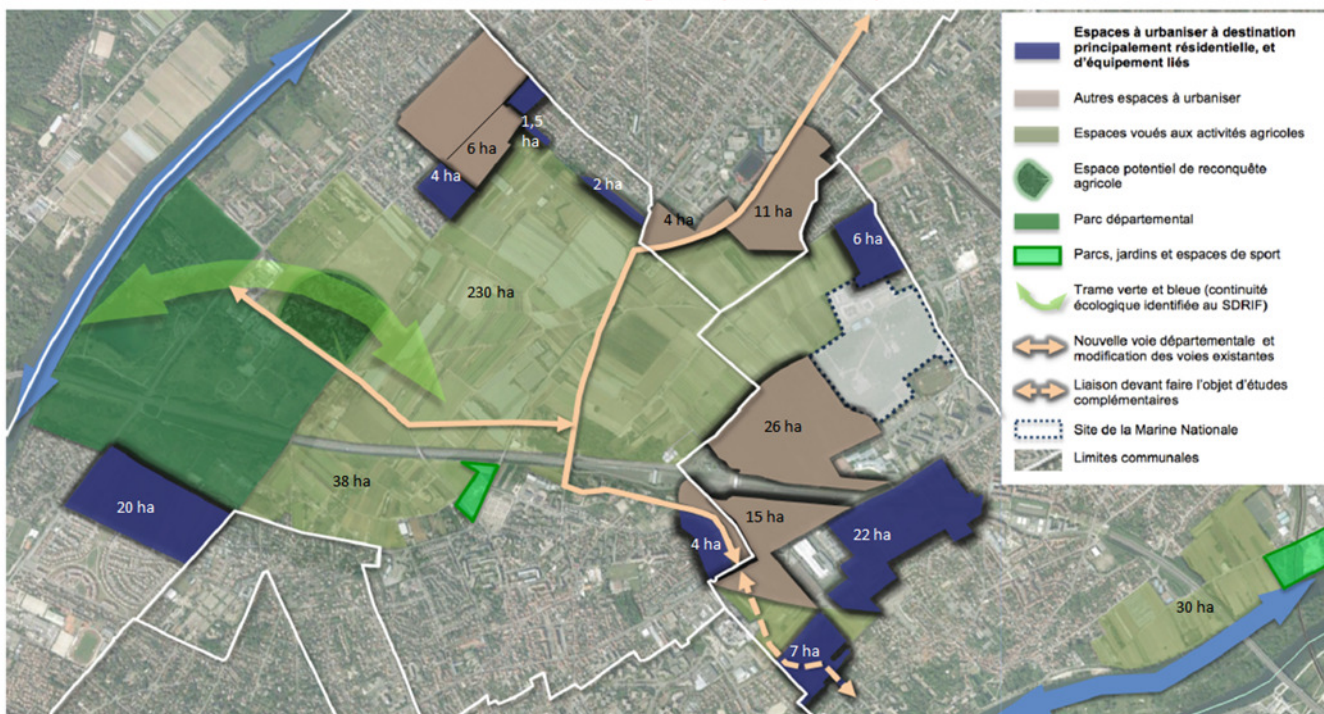 1,5
ha
6 ha
4 ha
2 ha
4 ha
11 ha
6 ha
230 ha
26 ha
38 ha
20 ha
15 ha
4 ha
22 ha
30 ha
7 ha
Espaces à urbaniser à destination
principalement résidentielle, et
d'équipement liés
Autres espaces à urbaniser
Espaces voués aux activités agricoles
Espace potentiel de reconquête
agricole
Parc départemental
Parcs, jardins et espaces de sport
Trame verte et bleue (continuité
écologique identifiée au SDRIF)
Nouvelle voie départementale et
modification des voies existantes
Liaison devant faire l'objet d'études
complémentaires
Site de la Marine Nationale
Limites communales